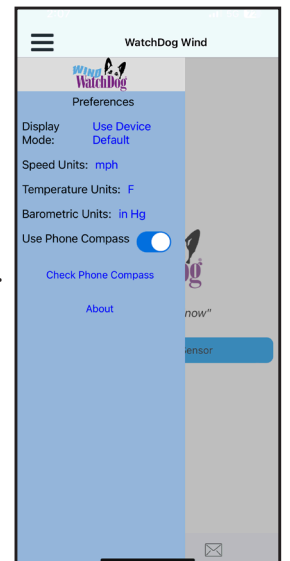 WatchDog Wind
WIND
WatchDog
Preferences
Display Mode: Use Device Default
Speed Units: mph
Temperature Units: F
Barometric Units: in Hg
Use Phone Compass
Check Phone Compass
About
g
now"
Sensor